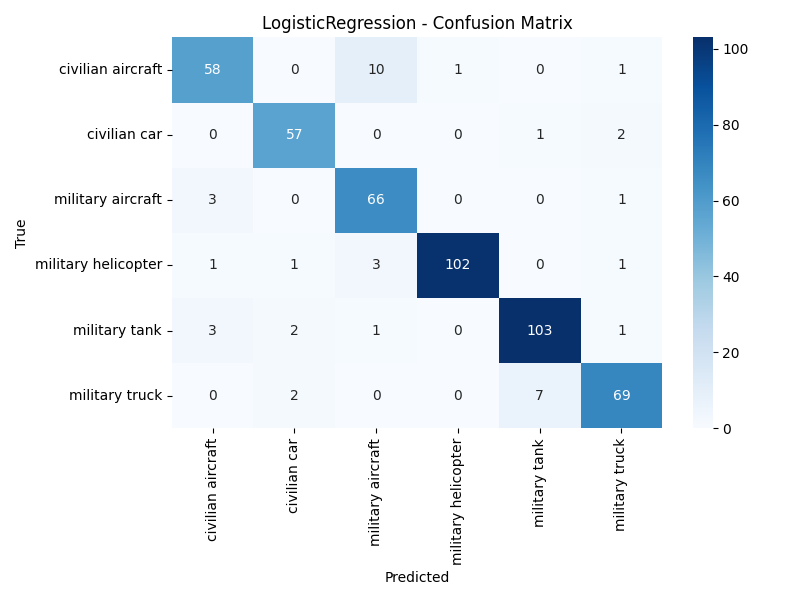 LogisticRegression - Confusion Matrix
True
civilian aircraft 58 0 10 1 0 1
civilian car 0 57 0 0 1 2
military aircraft 3 0 66 0 0 1
military helicopter 1 1 3 102 0 1
military tank 3 2 1 0 103 1
military truck 0 2 0 0 7 69
civilian aircraft
civilian car
military aircraft
military helicopter
military tank
military truck
Predicted
100
80
60
40
20
0